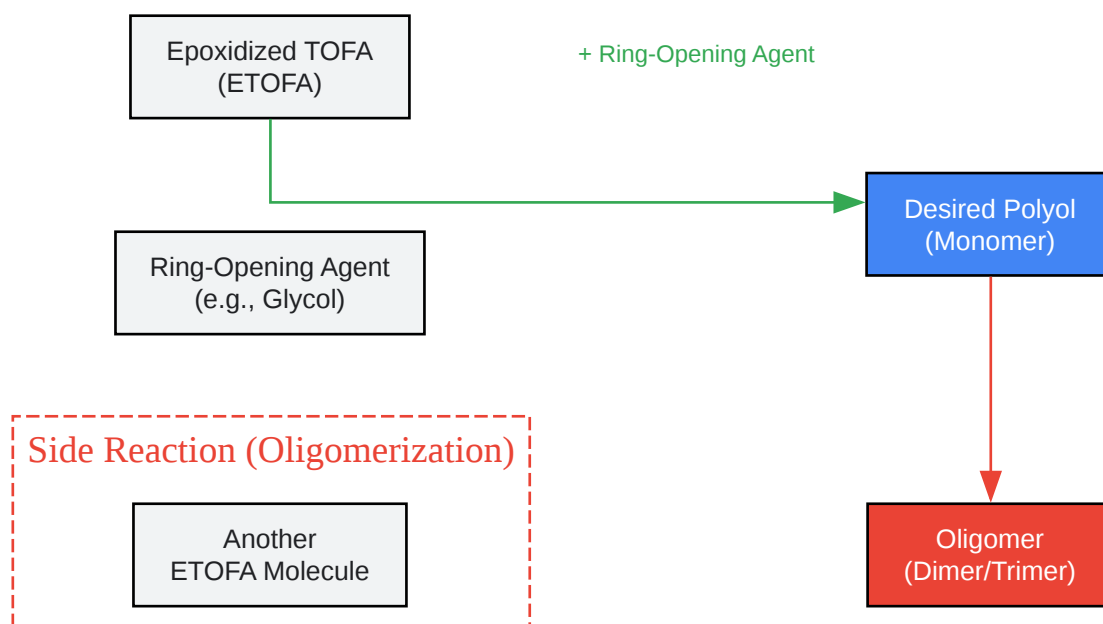 Epoxidized TOFA
(ETOFA)
+ Ring-Opening Agent
Desired Polyol
(Monomer)
Ring-Opening Agent
(e.g., Glycol)
Side Reaction (Oligomerization)
Another
ETOFA Molecule
Oligomer
(Dimer/Trimer)